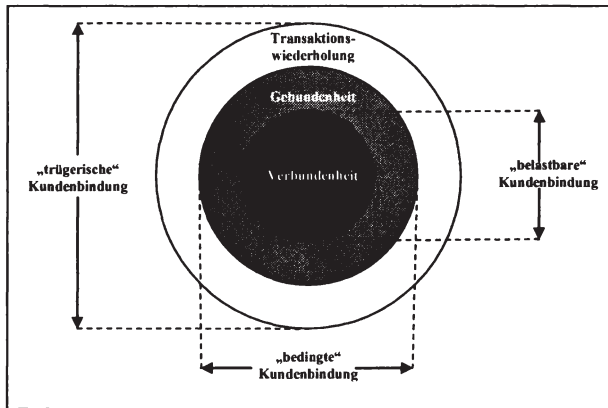 Transaktions-
wiederholung
Gebundenheit
Verbundenheit
„trügerische“
Kundenbindung
„belastbare“
Kundenbindung
„bedingte“
Kundenbindung